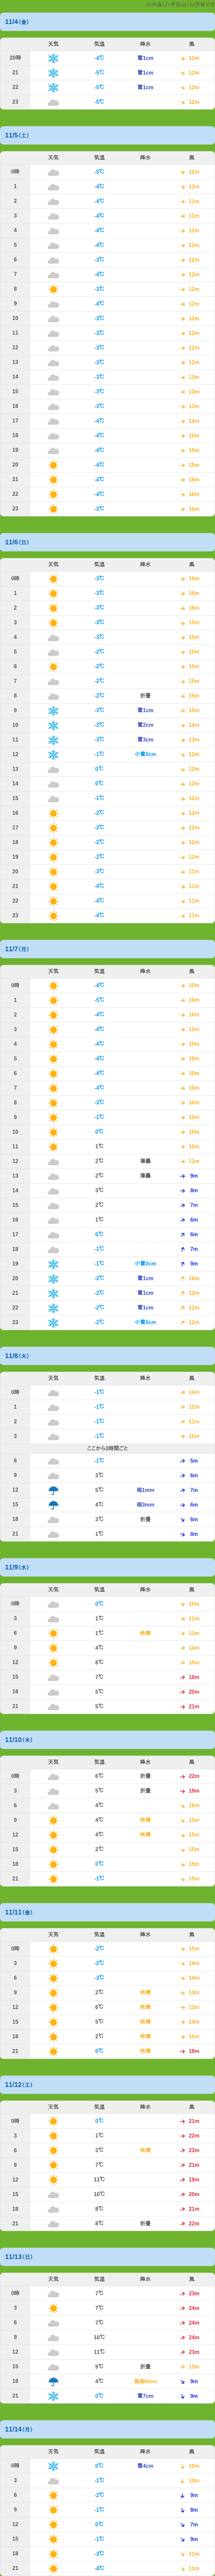 11/4(金)
天気 気温 降水 風
20時 -4℃ 雪1cm 13m
21 -5℃ 雪1cm 12m
22 -5℃ 雪1cm 12m
23 -5℃ 12m
11/5(土)
天気 気温 降水 風
0時 -5℃ 12m
1 -4℃ 12m
2 -4℃ 11m
3 -4℃ 11m
4 -4℃ 12m
5 -4℃ 12m
6 -3℃ 12m
7 -4℃ 12m
8 -3℃ 12m
9 -4℃ 12m
10 -3℃ 12m
11 -3℃ 12m
12 -3℃ 12m
13 -3℃ 12m
14 -3℃ 13m
15 -3℃ 13m
16 -3℃ 13m
17 -4℃ 14m
18 -4℃ 15m
19 -4℃ 15m
20 -4℃ 15m
21 -4℃ 16m
22 -4℃ 16m
23 -3℃ 16m
11/6(日)
天気 気温 降水 風
0時 -3℃ 16m
1 -3℃ 16m
2 -3℃ 16m
3 -3℃ 15m
4 -3℃ 15m
5 -2℃ 15m
6 -2℃ 15m
7 -2℃ 15m
8 -2℃ 折曇 15m
9 -3℃ 雪1cm 15m
10 -3℃ 雪2cm 14m
11 -3℃ 雪3cm 13m
12 -1℃ 小雪0cm 13m
13 0℃ 12m
14 0℃ 12m
15 -1℃ 12m
16 -2℃ 12m
17 -2℃ 12m
18 -2℃ 12m
19 -2℃ 12m
20 -3℃ 11m
21 -4℃ 11m
22 -4℃ 11m
23 -4℃ 11m
11/7(月)
天気 気温 降水 風
0時 -4℃ 10m
1 -5℃ 10m
2 -4℃ 10m
3 -4℃ 10m
4 -4℃ 10m
5 -4℃ 10m
6 -4℃ 10m
7 -4℃ 10m
8 -3℃ 10m
9 -1℃ 10m
10 0℃ 10m
11 1℃ 10m
12 2℃ 薄曇 11m
13 2℃ 薄曇 9m
14 3℃ 8m
15 2℃ 7m
16 1℃ 6m
17 0℃ 6m
18 -1℃ 7m
19 -1℃ 小雪0cm 9m
20 -2℃ 雪1cm 10m
21 -2℃ 雪1cm 12m
22 -2℃ 雪1cm 12m
23 -2℃ 小雪0cm 12m
11/8(火)
天気 気温 降水 風
0時 -1℃ 14m
1 -1℃ 12m
2 -1℃ 11m
3 -1℃ 10m
ここから3時間ごと
6 -1℃ 5m
9 3℃ 6m
12 5℃ 雨1mm 7m
15 4℃ 雨3mm 6m
18 3℃ 折曇 6m
21 1℃ 8m
11/9(水)
天気 気温 降水 風
0時 0℃ 10m
3 1℃ 11m
6 1℃ 快晴 13m
9 4℃ 14m
12 8℃ 15m
15 7℃ 18m
18 5℃ 20m
21 5℃ 21m
11/10(木)
天気 気温 降水 風
0時 6℃ 折曇 22m
3 5℃ 折曇 19m
6 4℃ 16m
9 4℃ 快晴 15m
12 4℃ 快晴 15m
15 2℃ 15m
18 0℃ 15m
21 -1℃ 15m
11/11(金)
天気 気温 降水 風
0時 -2℃ 15m
3 -2℃ 14m
6 -3℃ 14m
9 2℃ 快晴 13m
12 6℃ 快晴 13m
15 5℃ 快晴 14m
18 2℃ 快晴 15m
21 0℃ 快晴 18m
11/12(土)
天気 気温 降水 風
0時 0℃ 21m
3 1℃ 22m
6 3℃ 快晴 23m
9 7℃ 21m
12 11℃ 19m
15 10℃ 20m
18 8℃ 21m
21 8℃ 折曇 22m
11/13(日)
天気 気温 降水 風
0時 7℃ 23m
3 7℃ 24m
6 7℃ 24m
9 10℃ 24m
12 11℃ 23m
15 9℃ 折曇 13m
18 4℃ 9m
21 0℃ 雪7cm 9m
11/14(月)
天気 気温 降水 風
0時 0℃ 雪4cm 10m
3 -1℃ 10m
6 -2℃ 9m
9 -1℃ 8m
12 0℃ 7m
15 -1℃ 9m
18 -3℃ 11m
21 -4℃ 11m